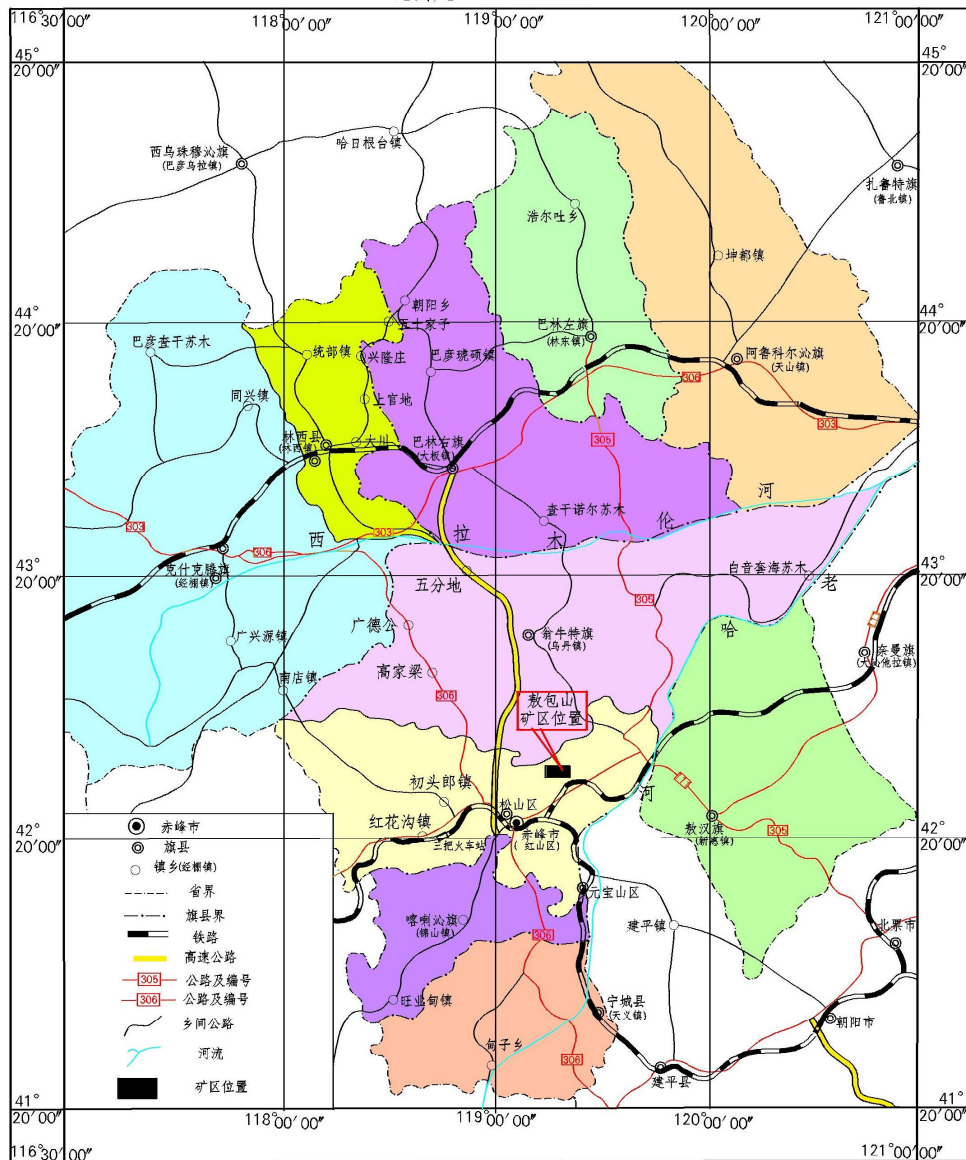 116°30′00″
118°00′00″
119°00′00″
120°00′00″
121°00′00″
45°
20′00″
45°
20′00″
哈日根台镇
西乌珠穆沁旗
(巴彦乌拉镇)
扎鲁特旗
(鲁北镇)
浩尔吐乡
坤都镇
朝阳乡
44°
20′00″
五十家子
44°
20′00″
巴林左旗
(林东镇)
巴彦查干苏木
统部镇
兴隆庄
巴彦琥硕镇
阿鲁科尔沁旗
(天山镇)
306
同兴镇
上官地
303
林西县
(林西镇)
大川
巴林右旗
(大板镇)
305
河
查干诺尔苏木
伦
木
拉
西
303
303
306
43°
20′00″
克什克腾旗
(经棚镇)
五分地
白音套海苏木
老
43°
20′00″
305
哈
广德公
翁牛特旗
(乌丹镇)
广兴源镇
奈曼旗
高家梁
南店镇
306
敖包山
矿区位置
河
初头郎镇
松山区
红花沟镇
赤峰市
(红山区)
敖汉旗
305
42°
20′00″
42°
20′00″
元宝山区
喀喇沁旗
(锦山镇)
306
建平镇
北票市
旺业甸镇
宁城县
(天义镇)
朝阳市
甸子乡
306
建平县
赤峰市
旗县
镇乡(经棚镇)
省界
旗县界
铁路
高速公路
305 公路及编号
306 公路及编号
乡间公路
河流
矿区位置
41°
20′00″
41°
20′00″
118°00′00″
119°00′00″
120°00′00″
116°30′00″
121°00′00″